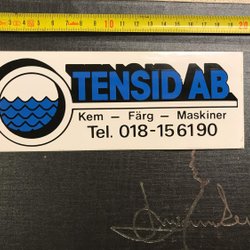 TENSID AB
Kem – Färg – Maskiner
Tel. 018-156190